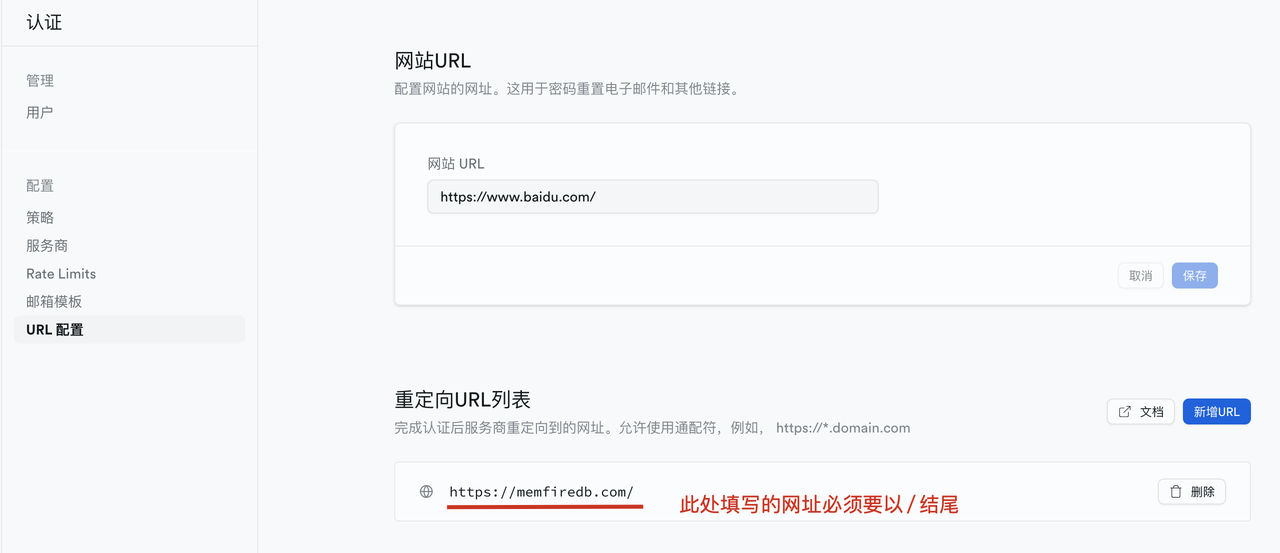 认证
管理
用户
配置
策略
服务商
Rate Limits
邮箱模板
URL 配置
网站URL
配置网站的网址。这用于密码重置电子邮件和其他链接。
网站 URL
https://www.baidu.com/
取消
保存
重定向URL列表
完成认证后服务商重定向到的网址。允许使用通配符，例如， https://*.domain.com
文档
新增URL
https://memfiredb.com/
此处填写的网址必须要以 / 结尾
删除